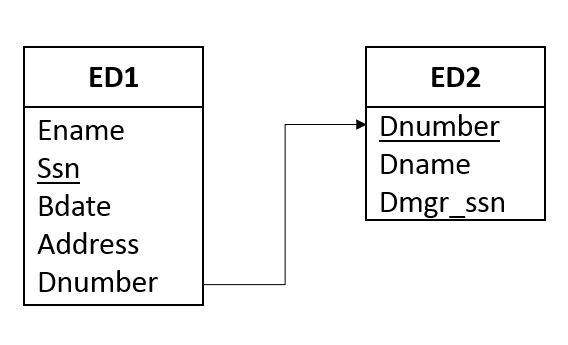 ED1
Ename
Ssn
Bdate
Address
Dnumber
ED2
Dnumber
Dname
Dmgr_ssn